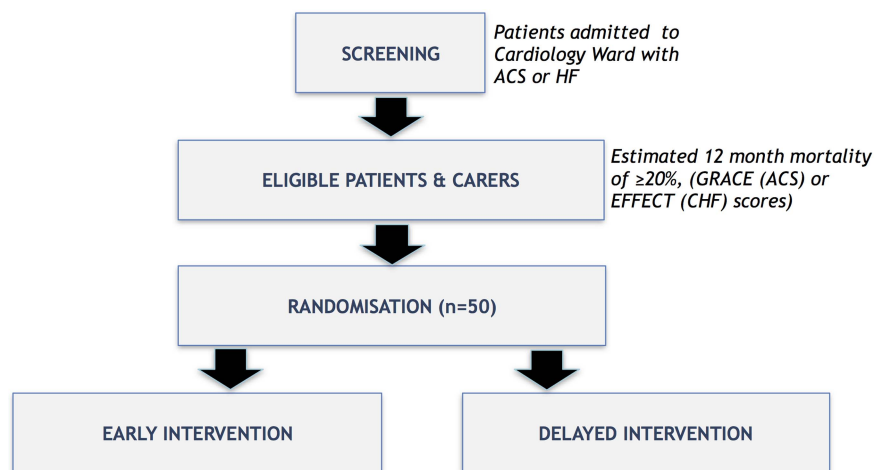 SCREENING
Patients admitted to
Cardiology Ward with
ACS or HF
ELIGIBLE PATIENTS & CARERS
Estimated 12 month mortality
of ≥20%, (GRACE (ACS) or
EFFECT (CHF) scores)
RANDOMISATION (n=50)
EARLY INTERVENTION
DELAYED INTERVENTION